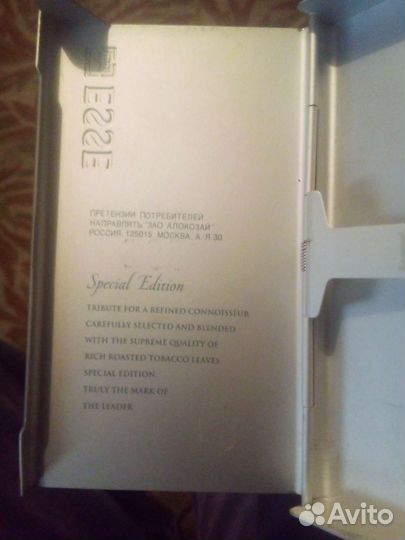 ESSE
ПРЕТЕНЗИИ ПОТРЕБИТЕЛЕЙ
НАПРАВЛЯТЬ "ЗАО АЛОКОЗАЙ"
РОССИЯ, 125015, МОСКВА, А-Я 30
Special Edition
TRIBUTE FOR A REFINED CONNOISSEUR
CAREFULLY SELECTED AND BLENDED
WITH THE SUPREME QUALITY OF
RICH ROASTED TOBACCO LEAVES
SPECIAL EDITION.
TRULY THE MARK OF
THE LEADER
Avito